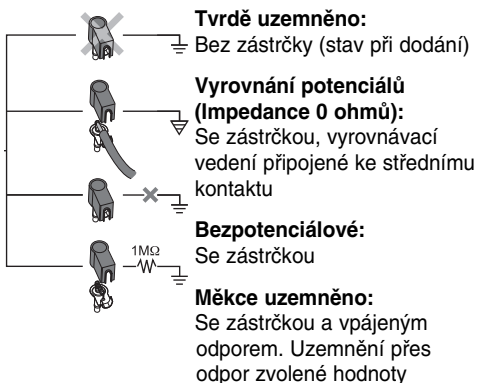 Tvrdě uzemněno:
Bez zástrčky (stav při dodání)
Vyrovnání potenciálů
(Impedance 0 ohmů):
Se zástrčkou, vyrovnávací
vedení připojené ke střednímu
kontaktu
Bezpotenciálové:
Se zástrčkou
1MΩ
Měkce uzemněno:
Se zástrčkou a vpájeným
odporem. Uzemnění přes
odpor zvolené hodnoty